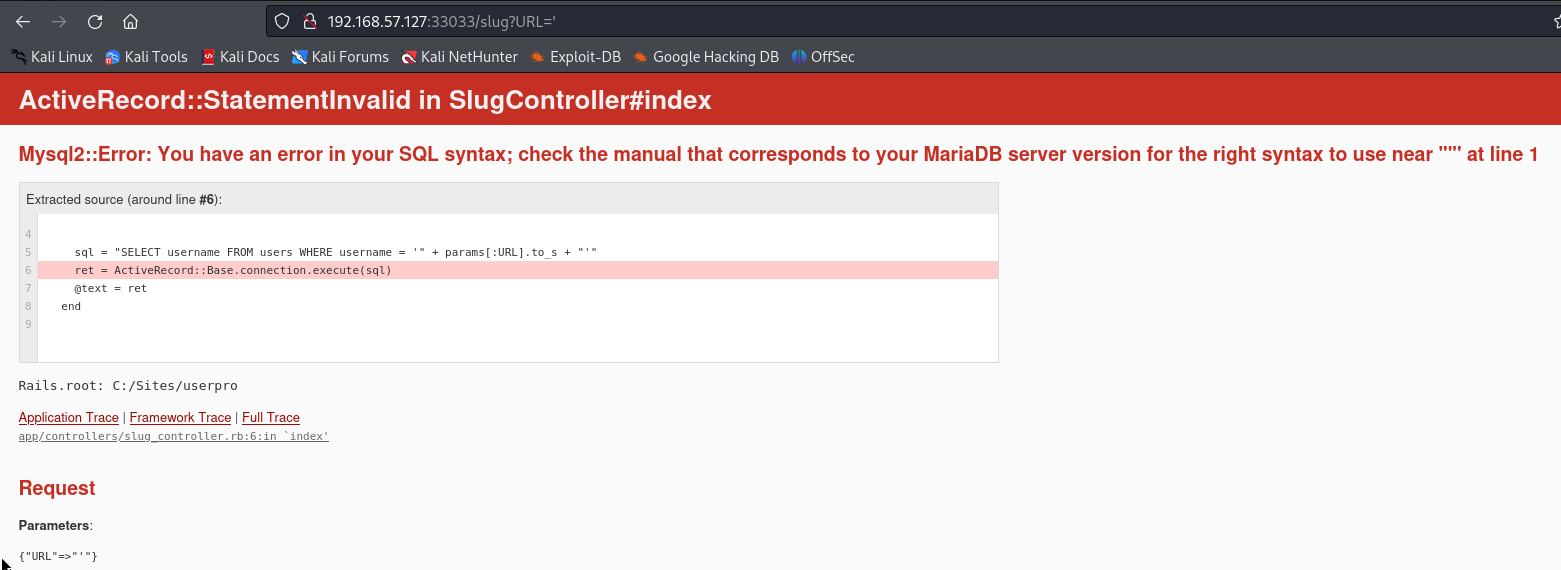 192.168.57.127:33033/slug?URL='
Kali Linux Kali Tools Kali Docs Kali Forums Kali NetHunter Exploit-DB Google Hacking DB OffSec
ActiveRecord::StatementInvalid in SlugController#index
Mysql2::Error: You have an error in your SQL syntax; check the manual that corresponds to your MariaDB server version for the right syntax to use near "'" at line 1
Extracted source (around line #6):
4
5 sql = "SELECT username FROM users WHERE username = '" + params[:URL].to_s + "'"
6 ret = ActiveRecord::Base.connection.execute(sql)
7 @text = ret
8 end
9
Rails.root: C:/Sites/userpro
Application Trace | Framework Trace | Full Trace
app/controllers/slug_controller.rb:6:in `index'
Request
Parameters:
{"URL"=>"'"}